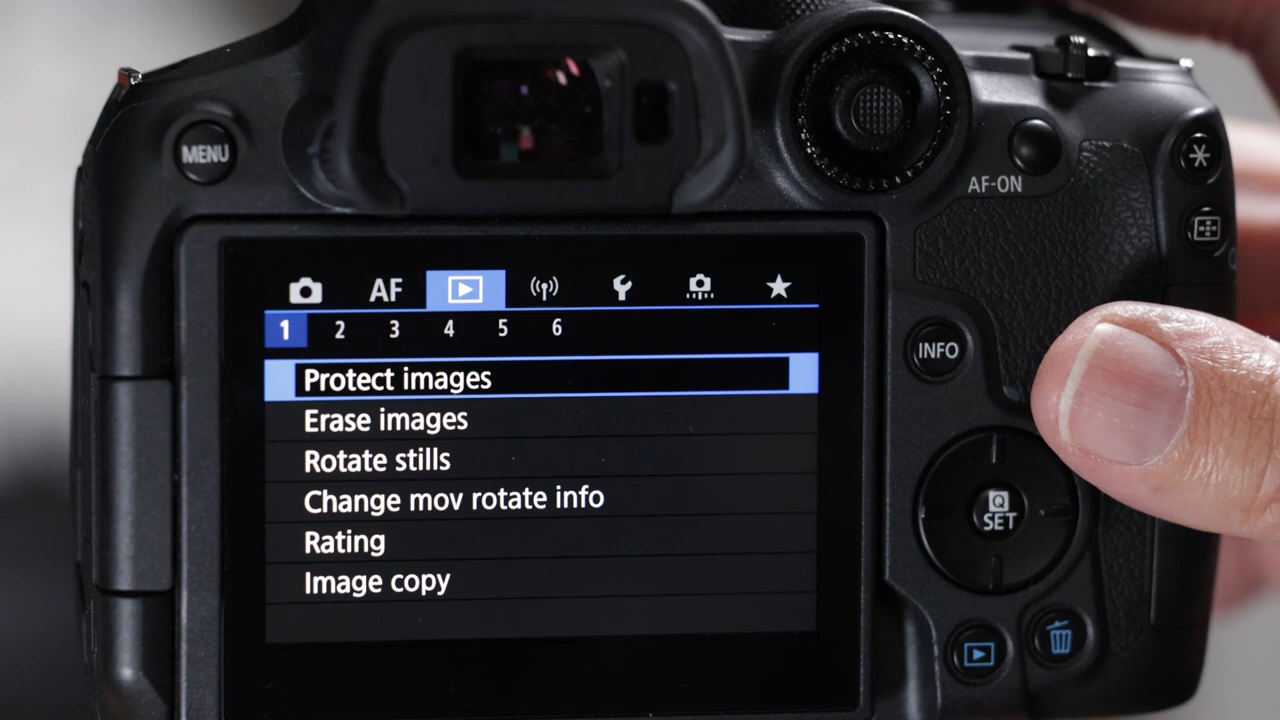 MENU
AF-ON
AF
1 2 3 4 5 6
INFO
Protect images
Erase images
Rotate stills
Change mov rotate info
Rating
Image copy
Q
SET